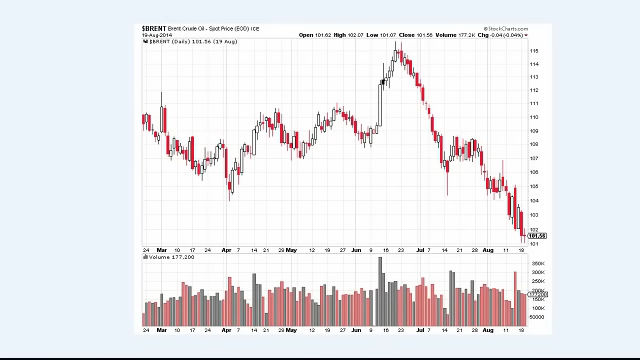 $BRENT Brent Crude Oil - Spot Price (EOD) ICE © StockCharts.com
19-Aug-2014 Open 101.62 High 102.07 Low 101.07 Close 101.56 Volume 177.2K Chg -0.04 (-0.04%)
$BRENT (Daily) 101.56 (19 Aug)
115
114
113
112
110
109
108
107
106
105
104
103
102
101.56
101
24 Mar 10 17 24 Apr 7 14 21 May 12 19 27 Jun 9 16 23 Jul 7 14 21 28 Aug 11 18
Volume 177,200
350K
300K
250K
200K
177200
150K
100K
50000
24 Mar 10 17 24 Apr 7 14 21 May 12 19 27 Jun 9 16 23 Jul 7 14 21 28 Aug 11 18